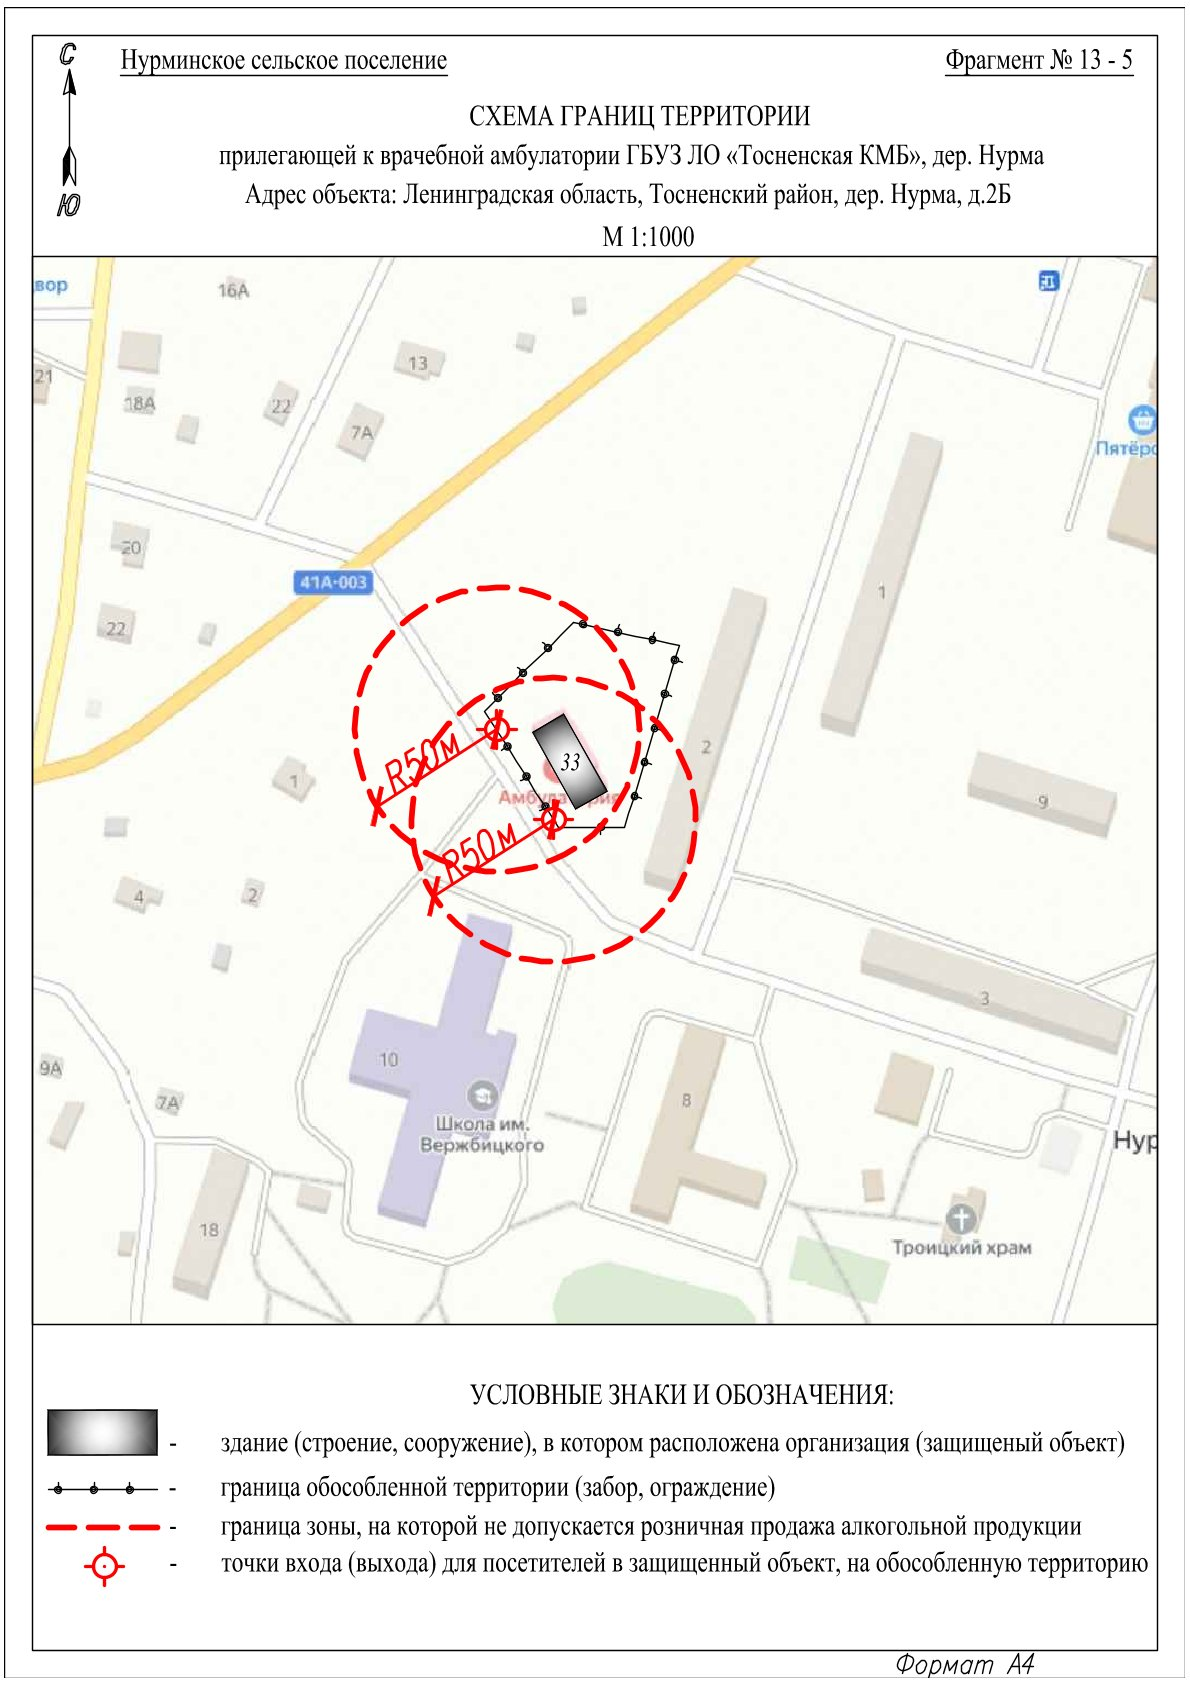 С
Ю
Нурминское сельское поселение
Фрагмент № 13 - 5
СХЕМА ГРАНИЦ ТЕРРИТОРИИ
прилегающей к врачебной амбулатории ГБУЗ ЛО «Тосненская КМБ», дер. Нурма
Адрес объекта: Ленинградская область, Тосненский район, дер. Нурма, д.2Б
М 1:1000
вор
16А
13
21
18А
22
7А
Пятёро
20
41А-003
1
22
2
33
R50м
1
Амбулатория
9
R50м
4
2
3
10
9А
7А
8
Школа им.
Вержбицкого
Нур
18
Троицкий храм
УСЛОВНЫЕ ЗНАКИ И ОБОЗНАЧЕНИЯ:
- здание (строение, сооружение), в котором расположена организация (защищеный объект)
- граница обособленной территории (забор, ограждение)
- граница зоны, на которой не допускается розничная продажа алкогольной продукции
- точки входа (выхода) для посетителей в защищенный объект, на обособленную территорию
Формат А4